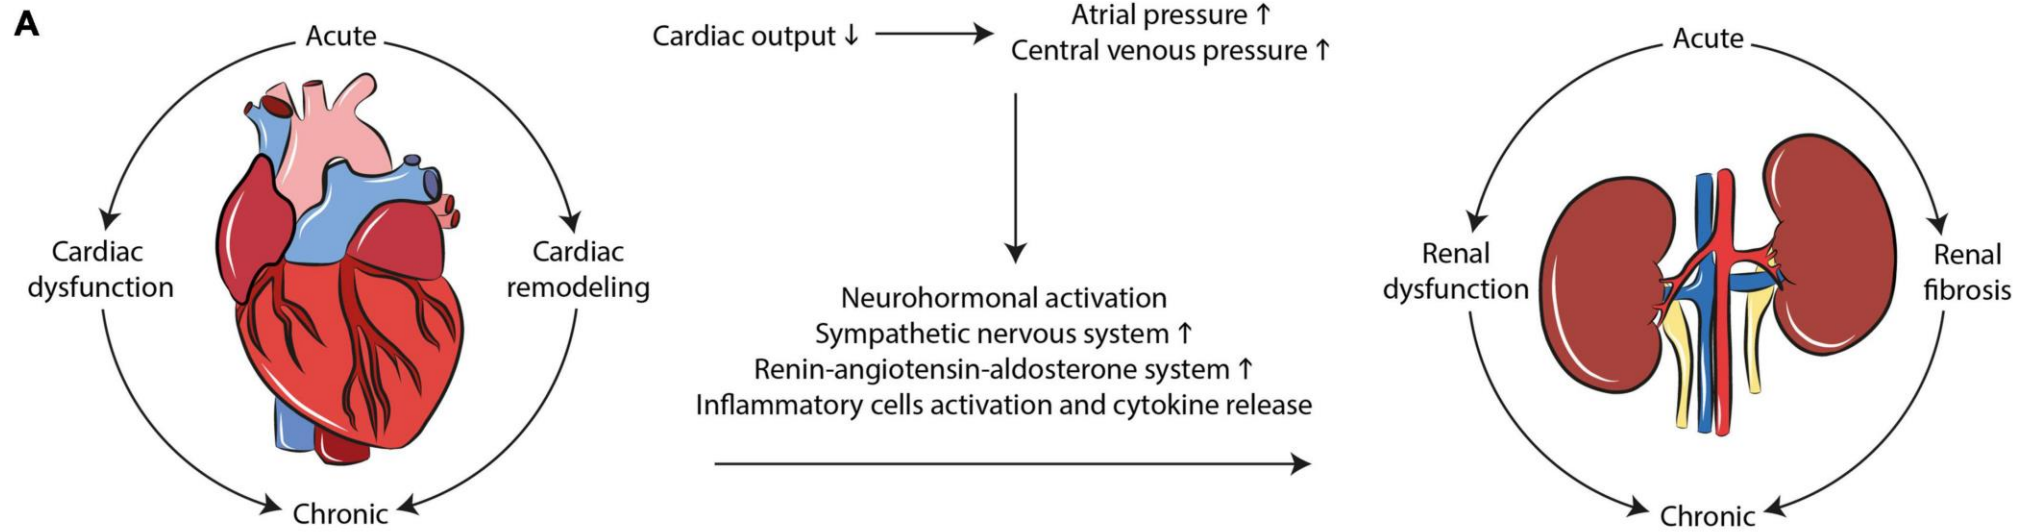 A
Acute
Cardiac
dysfunction
Cardiac
remodeling
Chronic
Cardiac output ↓
Atrial pressure ↑
Central venous pressure ↑
Neurohormonal activation
Sympathetic nervous system ↑
Renin-angiotensin-aldosterone system ↑
Inflammatory cells activation and cytokine release
Acute
Renal
dysfunction
Renal
fibrosis
Chronic